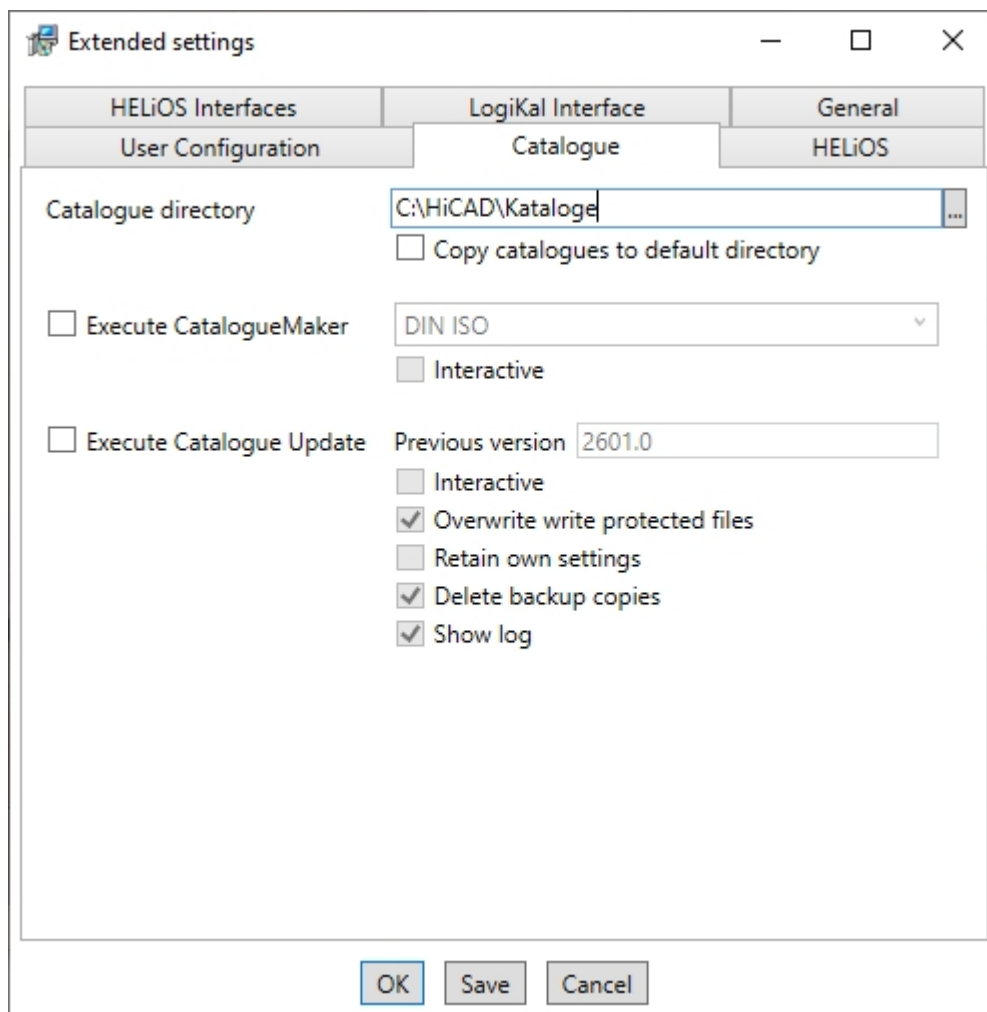 Extended settings
HELiOS Interfaces LogiKal Interface General
User Configuration Catalogue HELiOS
Catalogue directory C:\HiCAD\Kataloge ...
Copy catalogues to default directory
Execute CatalogueMaker DIN ISO
Interactive
Execute Catalogue Update Previous version 2601.0
Interactive
Overwrite write protected files
Retain own settings
Delete backup copies
Show log
OK Save Cancel